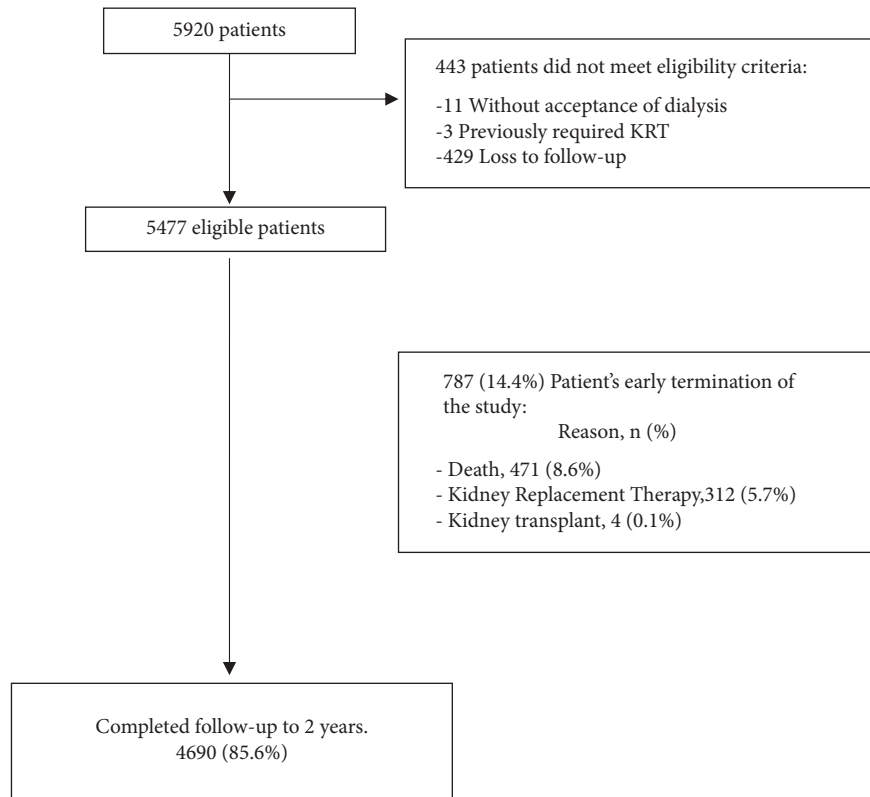 5920 patients
443 patients did not meet eligibility criteria:
-11 Without acceptance of dialysis
-3 Previously required KRT
-429 Loss to follow-up
5477 eligible patients
787 (14.4%) Patient's early termination of
the study:
Reason, n (%)
- Death, 471 (8.6%)
- Kidney Replacement Therapy,312 (5.7%)
- Kidney transplant, 4 (0.1%)
Completed follow-up to 2 years.
4690 (85.6%)